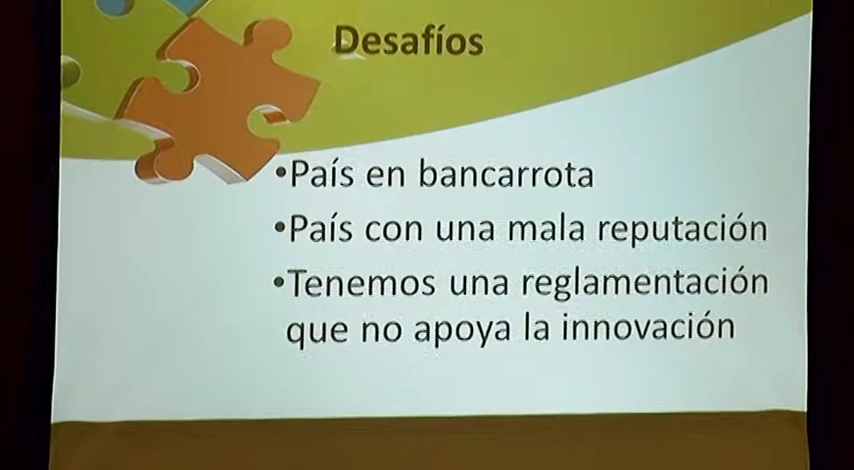 Desafíos
•País en bancarrota
•País con una mala reputación
•Tenemos una reglamentación
que no apoya la innovación